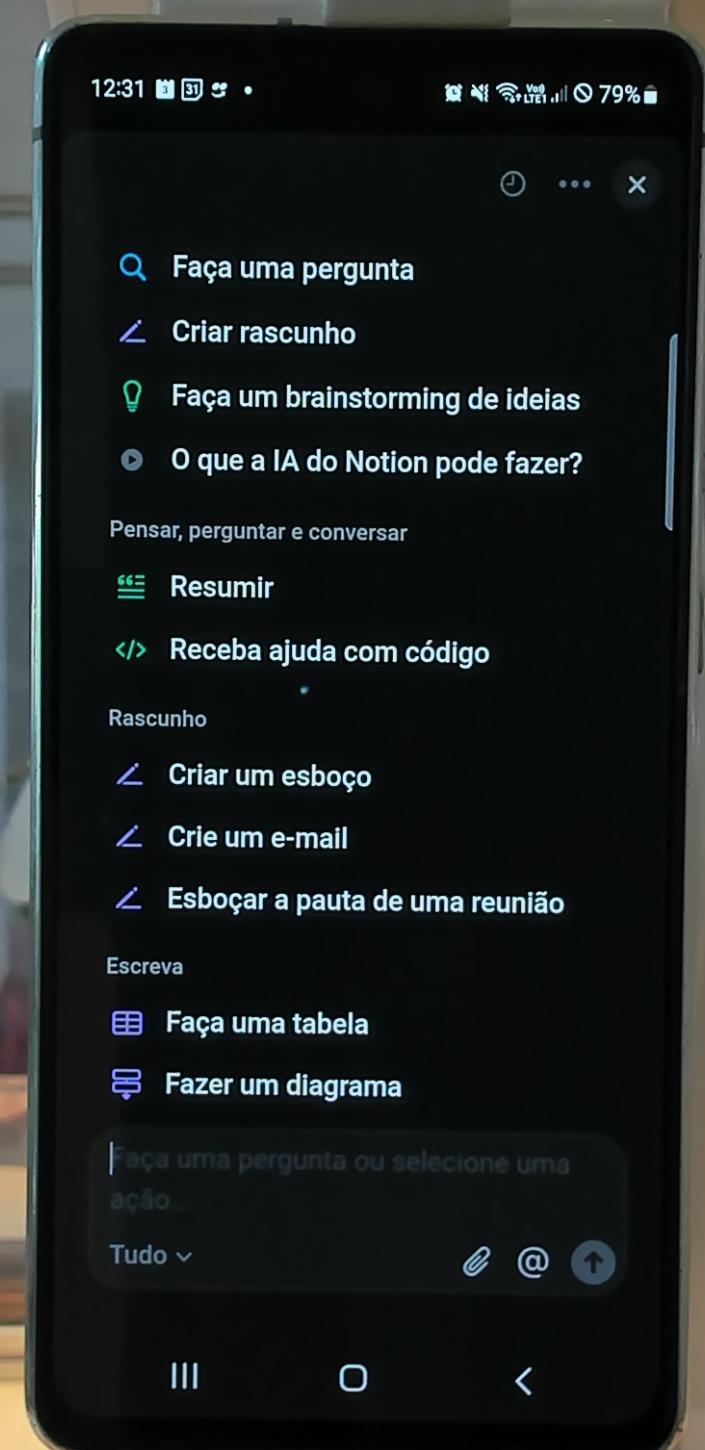 12:31 3 31 Vo) LTE1 79%
Faça uma pergunta
Criar rascunho
Faça um brainstorming de ideias
O que a IA do Notion pode fazer?
Pensar, perguntar e conversar
Resumir
</> Receba ajuda com código
Rascunho
Criar um esboço
Crie um e-mail
Esboçar a pauta de uma reunião
Escreva
Faça uma tabela
Fazer um diagrama
Faça uma pergunta ou selecione uma
ação...
Tudo @